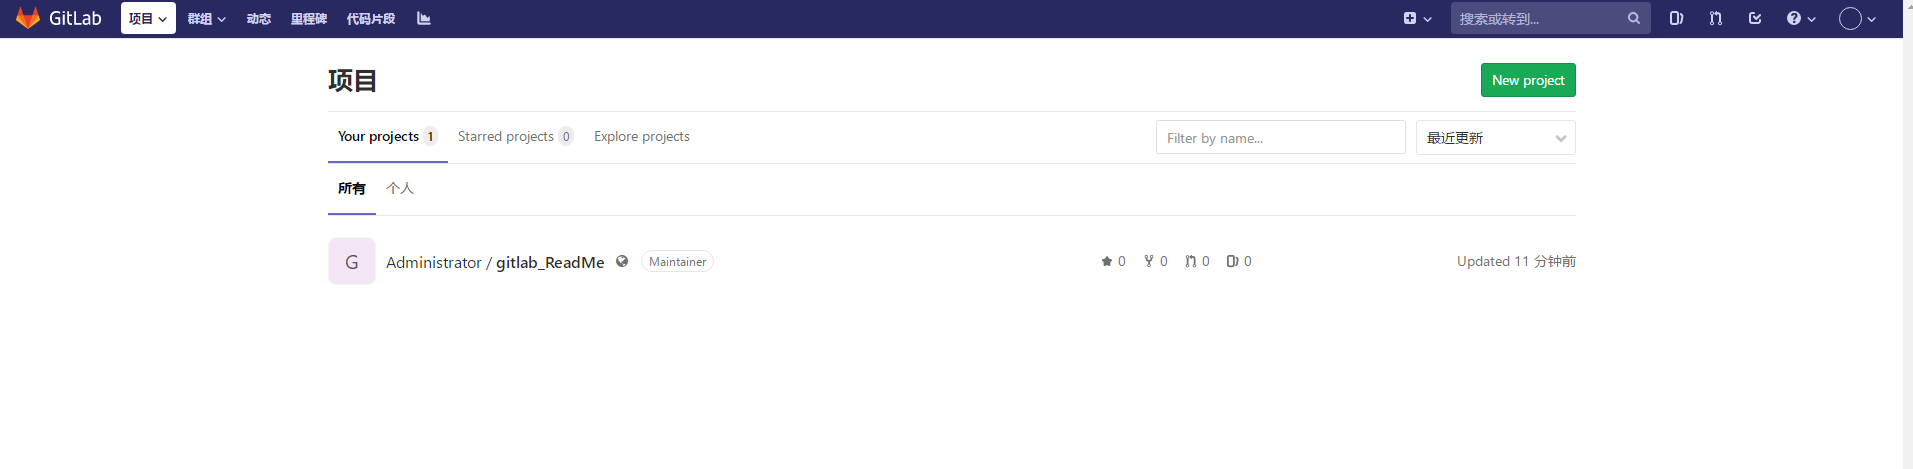 GitLab 项目 群组 动态 里程碑 代码片段 搜索或转到...
项目 New project
Your projects 1 Starred projects 0 Explore projects Filter by name... 最近更新
所有 个人
G Administrator / gitlab_ReadMe Maintainer 0 0 0 0 Updated 11 分钟前